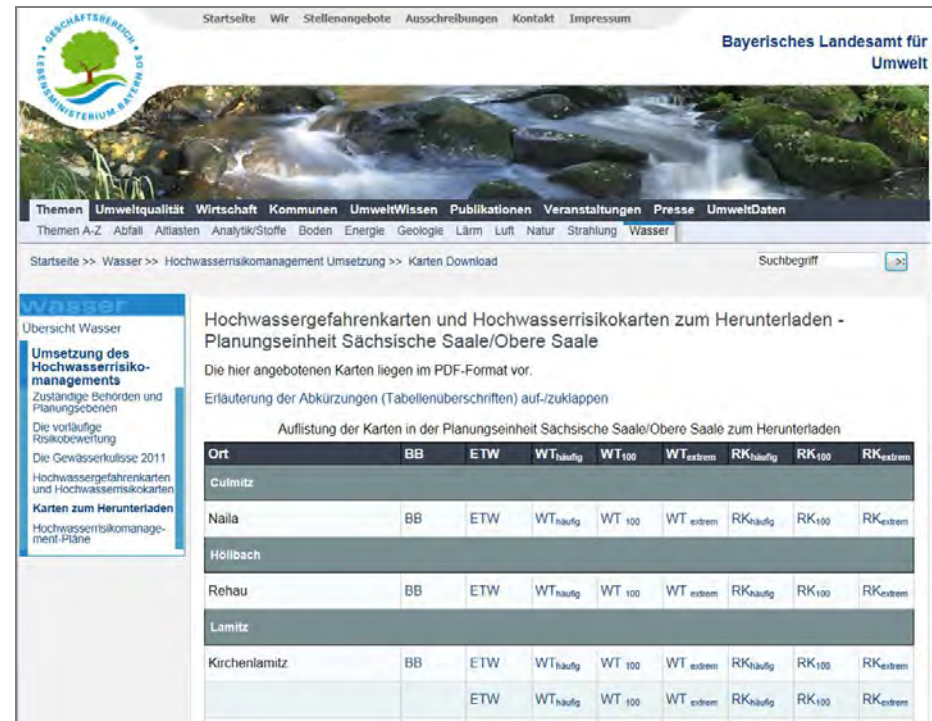 GESCHÄFTSBEREICH DE
LEBENSMINISTERIUM BAYERN
Startseite Wir Stellenangebote Ausschreibungen Kontakt Impressum
Bayerisches Landesamt für
Umwelt
Themen Umweltqualität Wirtschaft Kommunen UmweltWissen Publikationen Veranstaltungen Presse UmweltDaten
Themen A-Z Abfall Altlasten Analytik/Stoffe Boden Energie Geologie Lärm Luft Natur Strahlung Wasser
Startseite >> Wasser >> Hochwasserrisikomanagement Umsetzung >> Karten Download
Suchbegriff >>
wasser
Übersicht Wasser
Umsetzung des
Hochwasserrisiko-
managements
Zuständige Behörden und
Planungsebenen
Die vorläufige
Risikobewertung
Die Gewässerkulisse 2011
Hochwassergefahrenkarten
und Hochwasserrisikokarten
Karten zum Herunterladen
Hochwasserrisikomanage-
ment-Pläne
Hochwassergefahrenkarten und Hochwasserrisikokarten zum Herunterladen -
Planungseinheit Sächsische Saale/Obere Saale
Die hier angebotenen Karten liegen im PDF-Format vor.
Erläuterung der Abkürzungen (Tabellenüberschriften) auf-/zuklappen
Auflistung der Karten in der Planungseinheit Sächsische Saale/Obere Saale zum Herunterladen
Ort BB ETW WThäufig WT100 WTextrem RKhäufig RK100 RKextrem
Culmitz
Naila BB ETW WThäufig WT 100 WT extrem RKhäufig RK100 RKextrem
Höllbach
Rehau BB ETW WThäufig WT 100 WT extrem RKhäufig RK100 RKextrem
Lamitz
Kirchenlamitz BB ETW WThäufig WT 100 WT extrem RKhäufig RK100 RKextrem
ETW WThäufig WT 100 WT extrem RKhäufig RK100 RKextrem